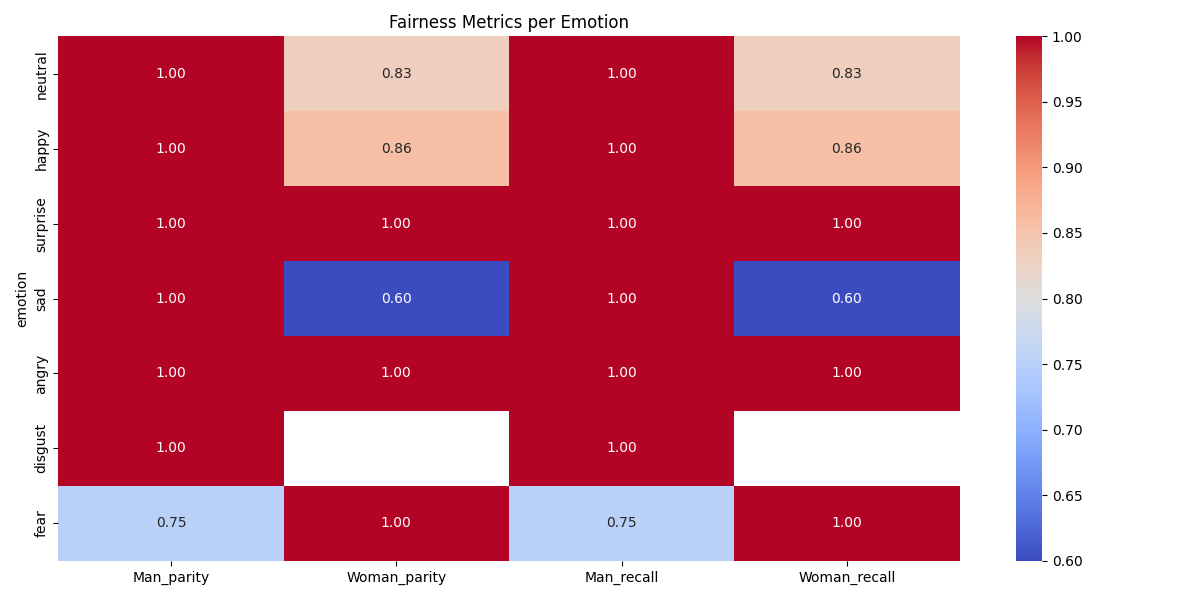 Fairness Metrics per Emotion
neutral 1.00 0.83 1.00 0.83
happy 1.00 0.86 1.00 0.86
surprise 1.00 1.00 1.00 1.00
sad 1.00 0.60 1.00 0.60
angry 1.00 1.00 1.00 1.00
disgust 1.00 1.00
fear 0.75 1.00 0.75 1.00
emotion
Man_parity Woman_parity Man_recall Woman_recall
1.00
0.95
0.90
0.85
0.80
0.75
0.70
0.65
0.60